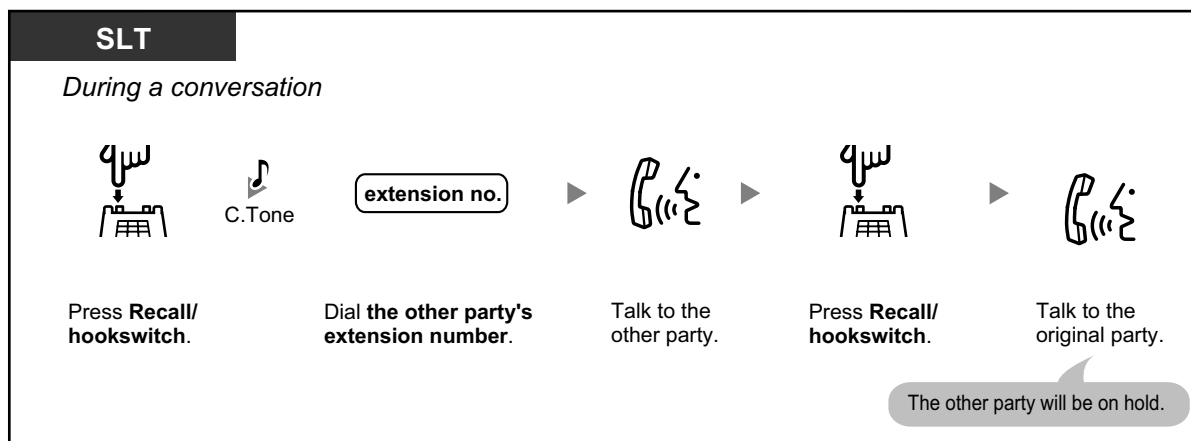 SLT
During a conversation
C.Tone
extension no.
Press Recall/
hookswitch.
Dial the other party's
extension number.
Talk to the
other party.
Press Recall/
hookswitch.
Talk to the
original party.
The other party will be on hold.